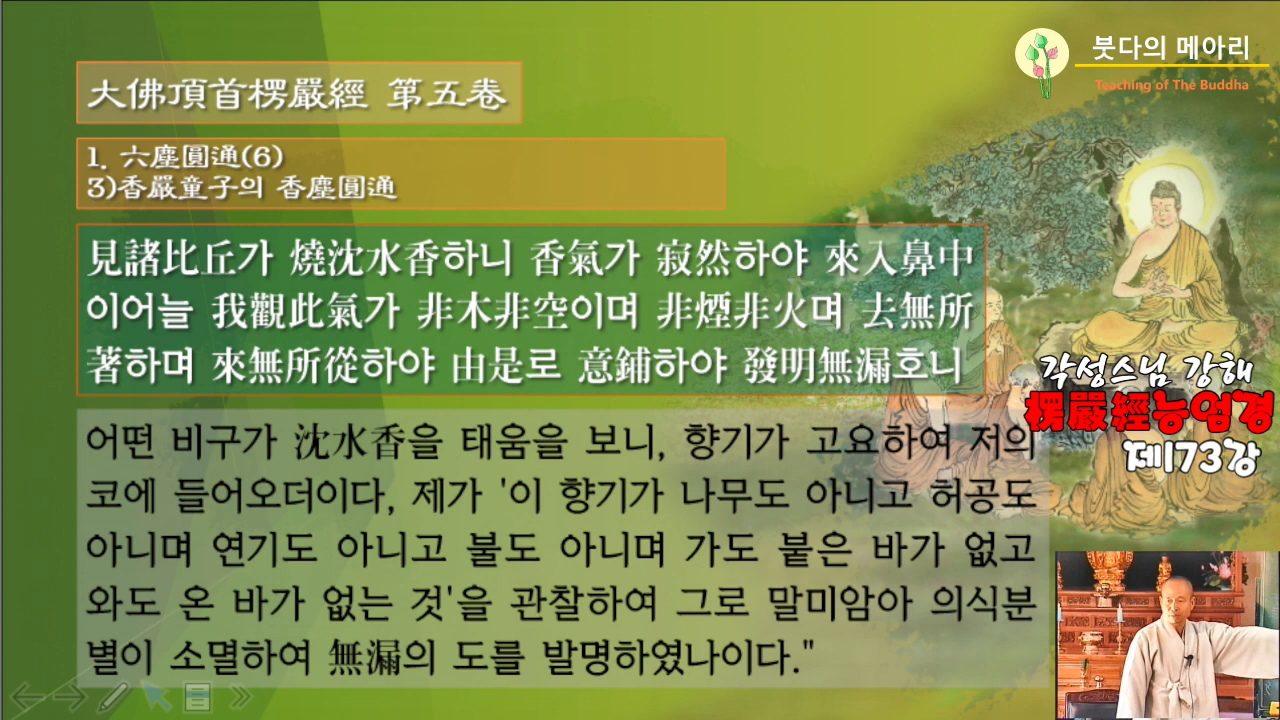 大佛頂首楞嚴經 第五卷
1. 六塵圓通(6)
3)香嚴童子의 香塵圓通
見諸比丘가 燒沈水香하니 香氣가 寂然하야 來入鼻中
이어늘 我觀此氣가 非木非空이며 非煙非火며 去無所
著하며 來無所從하야 由是로 意鋪하야 發明無漏호니
어떤 비구가 沈水香을 태움을 보니, 향기가 고요하여 저의
코에 들어오더이다, 제가 '이 향기가 나무도 아니고 허공도
아니며 연기도 아니고 불도 아니며 가도 붙은 바가 없고
와도 온 바가 없는 것'을 관찰하여 그로 말미암아 의식분
별이 소멸하여 無漏의 도를 발명하였나이다."
붓다의 메아리
Teaching of The Buddha
각성스님 강해
楞嚴經능엄경
제173강